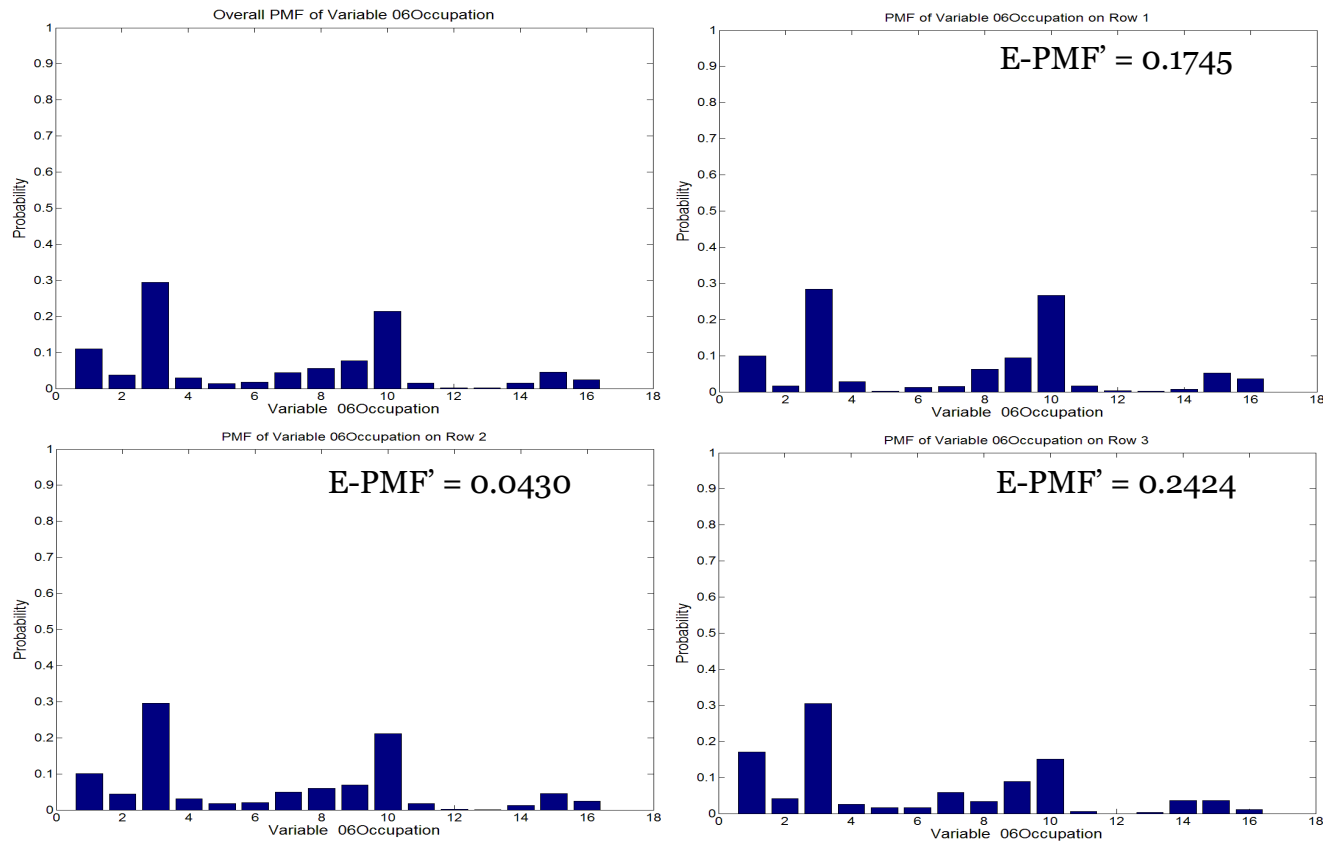 Overall PMF of Variable 06Occupation
1
0.9
0.8
0.7
0.6
0.5
0.4
0.3
0.2
0.1
0
Probability
0 2 4 6 8 10 12 14 16 18
Variable 06Occupation
PMF of Variable 06Occupation on Row 1
E-PMF’ = 0.1745
1
0.9
0.8
0.7
0.6
0.5
0.4
0.3
0.2
0.1
0
Probability
0 2 4 6 8 10 12 14 16 18
Variable 06Occupation
PMF of Variable 06Occupation on Row 2
E-PMF’ = 0.0430
1
0.9
0.8
0.7
0.6
0.5
0.4
0.3
0.2
0.1
0
Probability
0 2 4 6 8 10 12 14 16 18
Variable 06Occupation
PMF of Variable 06Occupation on Row 3
E-PMF’ = 0.2424
1
0.9
0.8
0.7
0.6
0.5
0.4
0.3
0.2
0.1
0
Probability
0 2 4 6 8 10 12 14 16 18
Variable 06Occupation